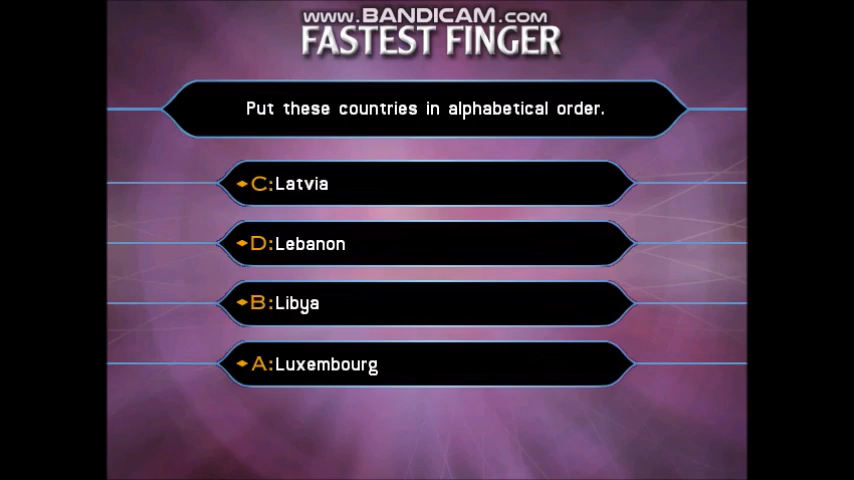 www.BANDICAM.com
FASTEST FINGER
Put these countries in alphabetical order.
C:Latvia
D:Lebanon
B:Libya
A:Luxembourg